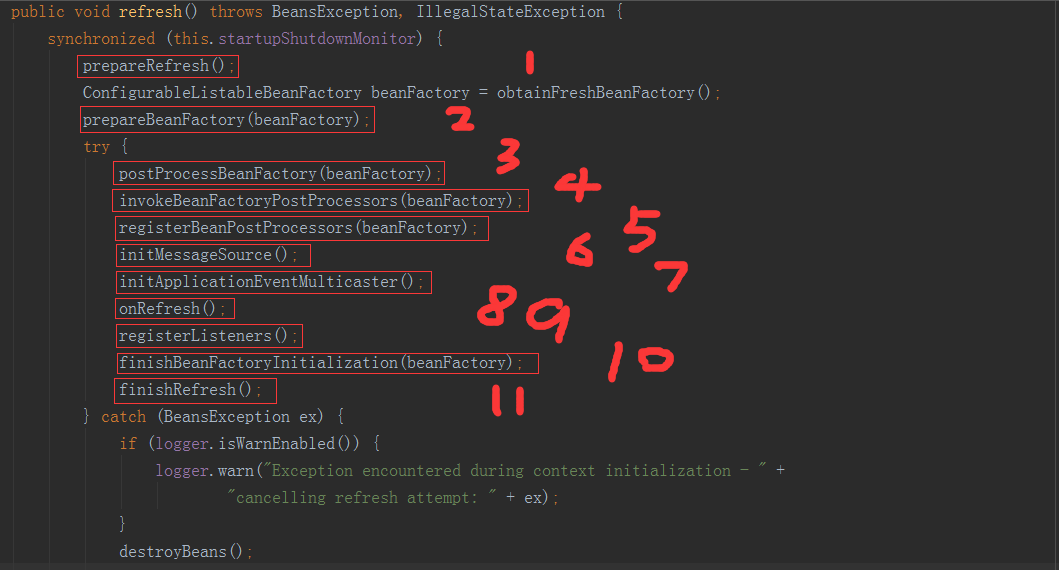 public void refresh() throws BeansException, IllegalStateException {
synchronized (this.startupShutdownMonitor) {
prepareRefresh(); 1
ConfigurableListableBeanFactory beanFactory = obtainFreshBeanFactory();
prepareBeanFactory(beanFactory); 2
try { 3
postProcessBeanFactory(beanFactory); 4
invokeBeanFactoryPostProcessors(beanFactory);
registerBeanPostProcessors(beanFactory); 5
initMessageSource(); 6
initApplicationEventMulticaster(); 7
onRefresh(); 8 9
registerListeners();
finishBeanFactoryInitialization(beanFactory); 10
finishRefresh(); 11
} catch (BeansException ex) {
if (logger.isWarnEnabled()) {
logger.warn("Exception encountered during context initialization - " +
"cancelling refresh attempt: " + ex);
}
destroyBeans();